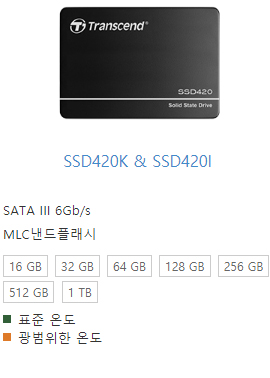 Transcend
SSD420
Solid State Drive
SSD420K & SSD420I
SATA III 6Gb/s
MLC낸드플래시
16 GB 32 GB 64 GB 128 GB 256 GB
512 GB 1 TB
표준 온도
광범위한 온도